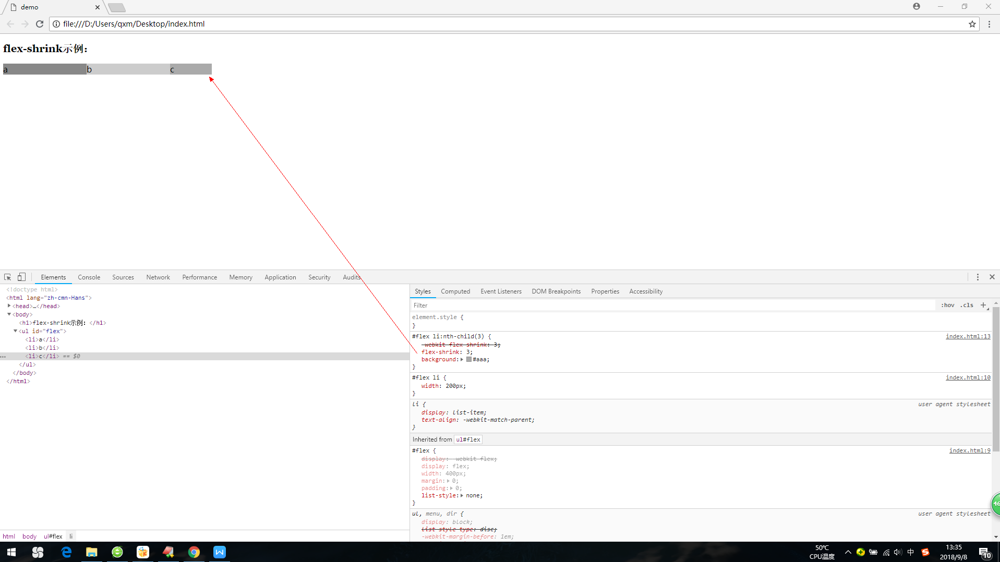 demo
file:///D:/Users/qxm/Desktop/index.html
flex-shrink示例：
a b c
Elements Console Sources Network Performance Memory Application Security Audits
<!doctype html>
<html lang="zh-cmn-Hans">
<head>…</head>
<body>
<h1>flex-shrink示例：</h1>
<ul id="flex">
<li>a</li>
<li>b</li>
... <li>c</li> == $0
</ul>
</body>
</html>
html body ul#flex li
Styles Computed Event Listeners DOM Breakpoints Properties Accessibility
Filter :hov .cls +
element.style {
}
#flex li:nth-child(3) { index.html:13
-webkit-flex-shrink: 3;
flex-shrink: 3;
background: #aaa;
}
#flex li { index.html:10
width: 200px;
}
li { user agent stylesheet
display: list-item;
text-align: -webkit-match-parent;
}
Inherited from ul#flex
#flex { index.html:9
display: -webkit-flex;
display: flex;
width: 400px;
margin: 0;
padding: 0;
list-style: none;
}
ul, menu, dir { user agent stylesheet
display: block;
list-style-type: disc;
-webkit-margin-before: 1em;
46
50℃
CPU温度
中
13:35
2018/9/8
10